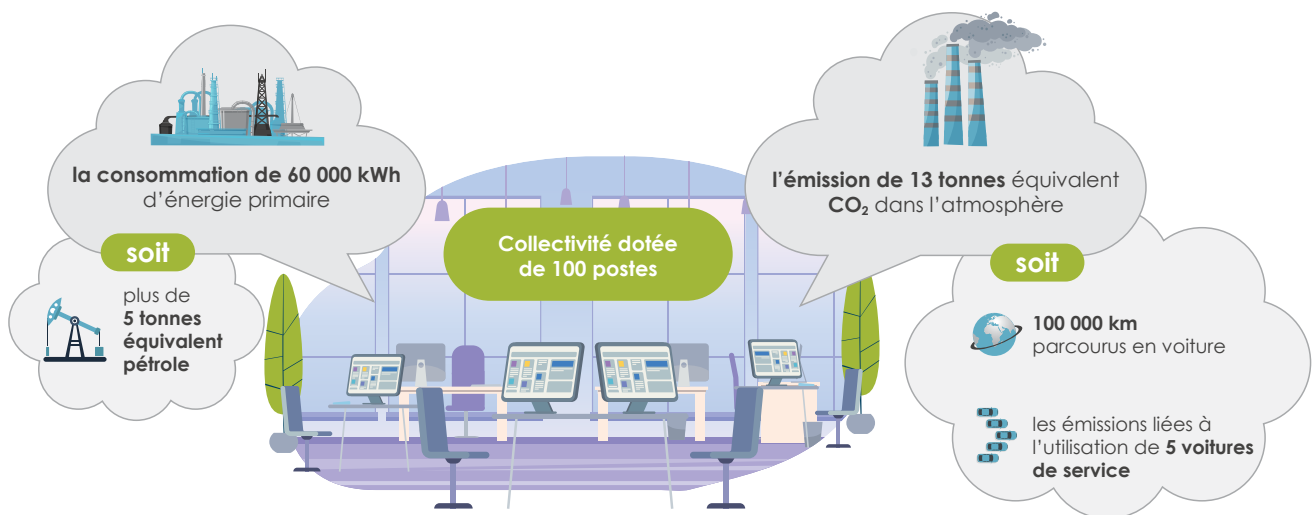 la consommation de 60 000 kWh
d'énergie primaire
soit
plus de
5 tonnes
équivalent
pétrole
Collectivité dotée
de 100 postes
l'émission de 13 tonnes équivalent
CO₂ dans l'atmosphère
soit
100 000 km
parcourus en voiture
les émissions liées à
l'utilisation de 5 voitures
de service